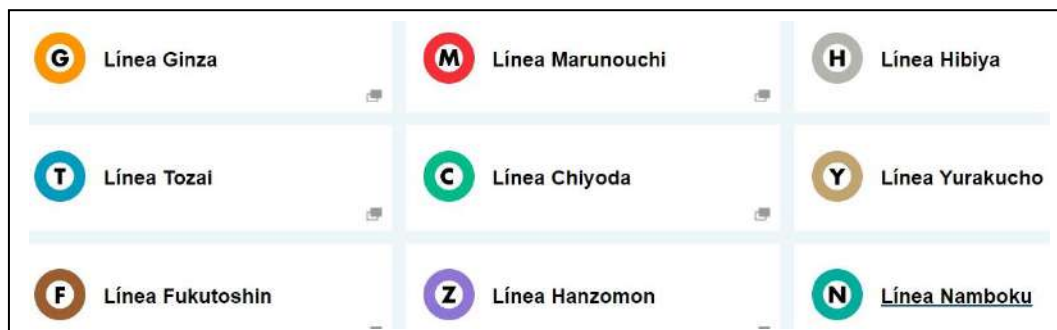 G Línea Ginza
M Línea Marunouchi
H Línea Hibiya
T Línea Tozai
C Línea Chiyoda
Y Línea Yurakucho
F Línea Fukutoshin
Z Línea Hanzomon
N Línea Namboku